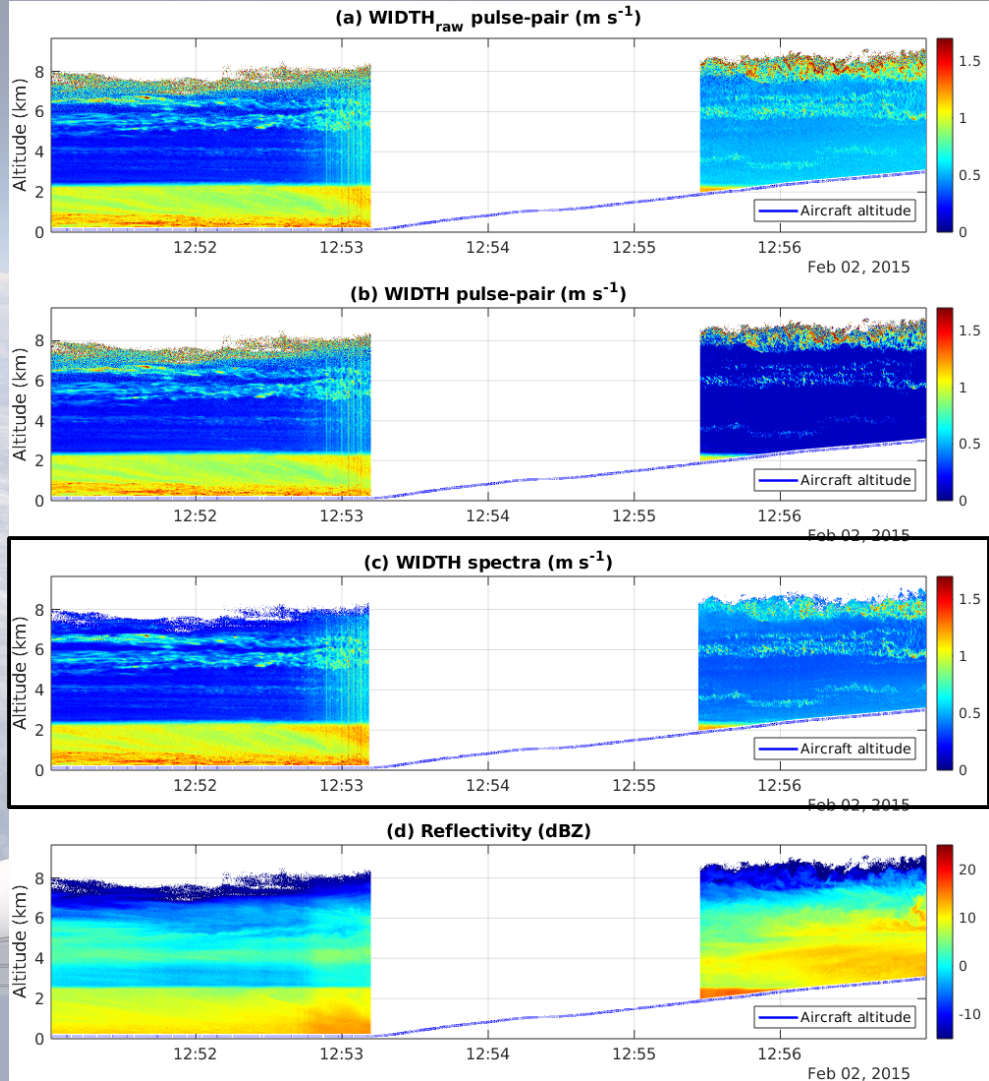 (a) WIDTHraw pulse-pair (m s-1)
Altitude (km)
8
6
4
2
0
12:52 12:53 12:54 12:55 12:56
Feb 02, 2015
Aircraft altitude
1.5
1
0.5
0
(b) WIDTH pulse-pair (m s-1)
Altitude (km)
8
6
4
2
0
12:52 12:53 12:54 12:55 12:56
Feb 02, 2015
Aircraft altitude
1.5
1
0.5
0
(c) WIDTH spectra (m s-1)
Altitude (km)
8
6
4
2
0
12:52 12:53 12:54 12:55 12:56
Feb 02, 2015
Aircraft altitude
1.5
1
0.5
0
(d) Reflectivity (dBZ)
Altitude (km)
8
6
4
2
0
12:52 12:53 12:54 12:55 12:56
Aircraft altitude
20
10
0
-10